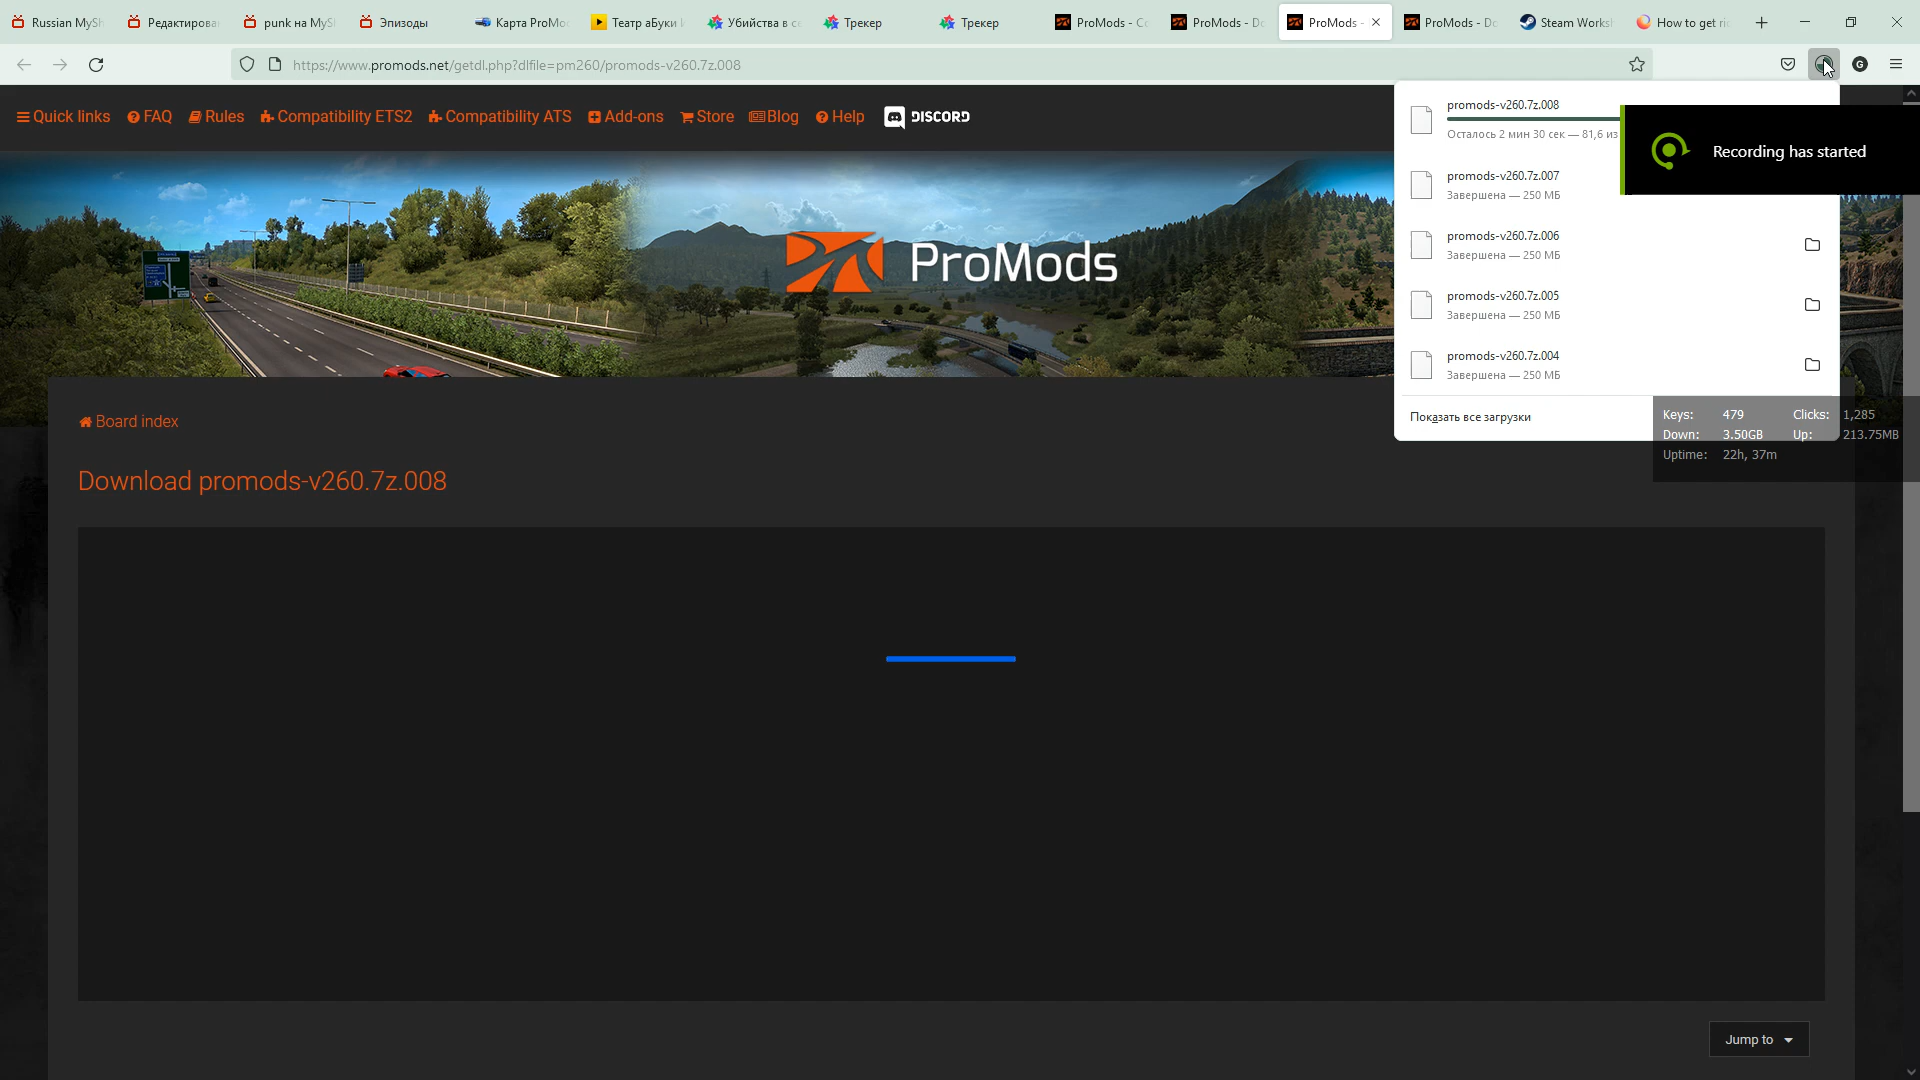 Russian MySh
Редактирова
punk на MyS
Эпизоды
Карта ProMo
Театр аБуки
Убийства в с
Трекер
Трекер
ProMods - C
ProMods - Do
ProMods -
ProMods - Do
Steam Works
How to get ri
https://www.promods.net/getdl.php?dlfile=pm260/promods-v260.7z.008
G
Quick links
FAQ
Rules
Compatibility ETS2
Compatibility ATS
Add-ons
Store
Blog
Help
DISCORD
promods-v260.7z.008
Осталось 2 мин 30 сек — 81,6 из
Recording has started
promods-v260.7z.007
Завершена — 250 МБ
promods-v260.7z.006
Завершена — 250 МБ
promods-v260.7z.005
Завершена — 250 МБ
promods-v260.7z.004
Завершена — 250 МБ
Показать все загрузки
Keys: 479 Clicks: 1,285
Down: 3.50GB Up: 213.75MB
Uptime: 22h, 37m
ProMods
Board index
Download promods-v260.7z.008
Jump to